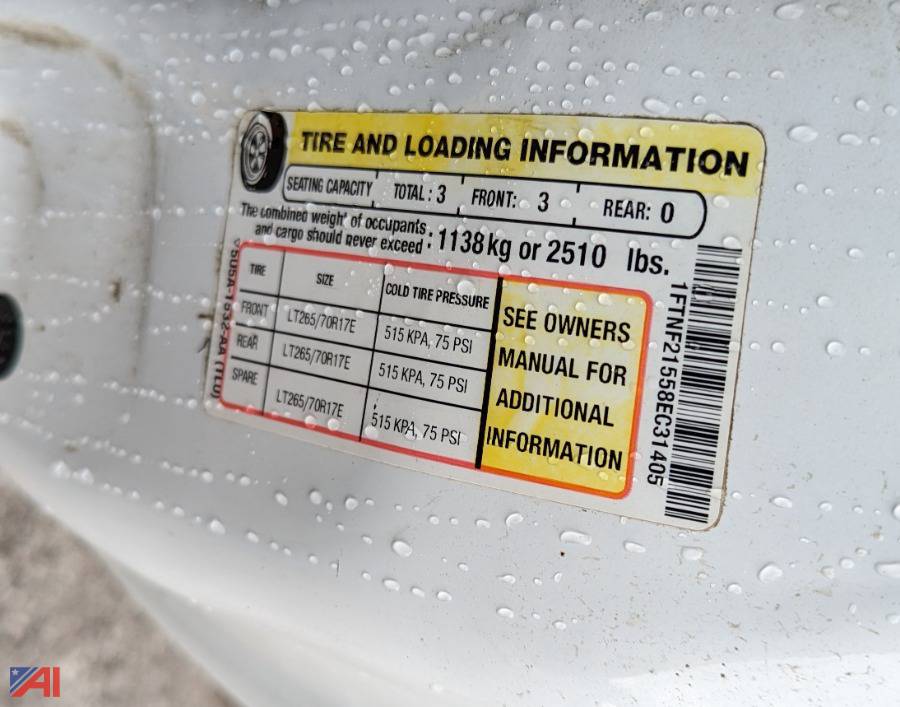 TIRE AND LOADING INFORMATION
SEATING CAPACITY TOTAL: 3 FRONT: 3 REAR: 0
The combined weight of occupants
and cargo should never exceed : 1138 kg or 2510 lbs.
TIRE SIZE COLD TIRE PRESSURE
FRONT LT265/70R17E 515 KPA, 75 PSI
REAR LT265/70R17E 515 KPA, 75 PSI
SPARE LT265/70R17E 515 KPA, 75 PSI
SEE OWNERS
MANUAL FOR
ADDITIONAL
INFORMATION
1FTNF21558EC31405
AI